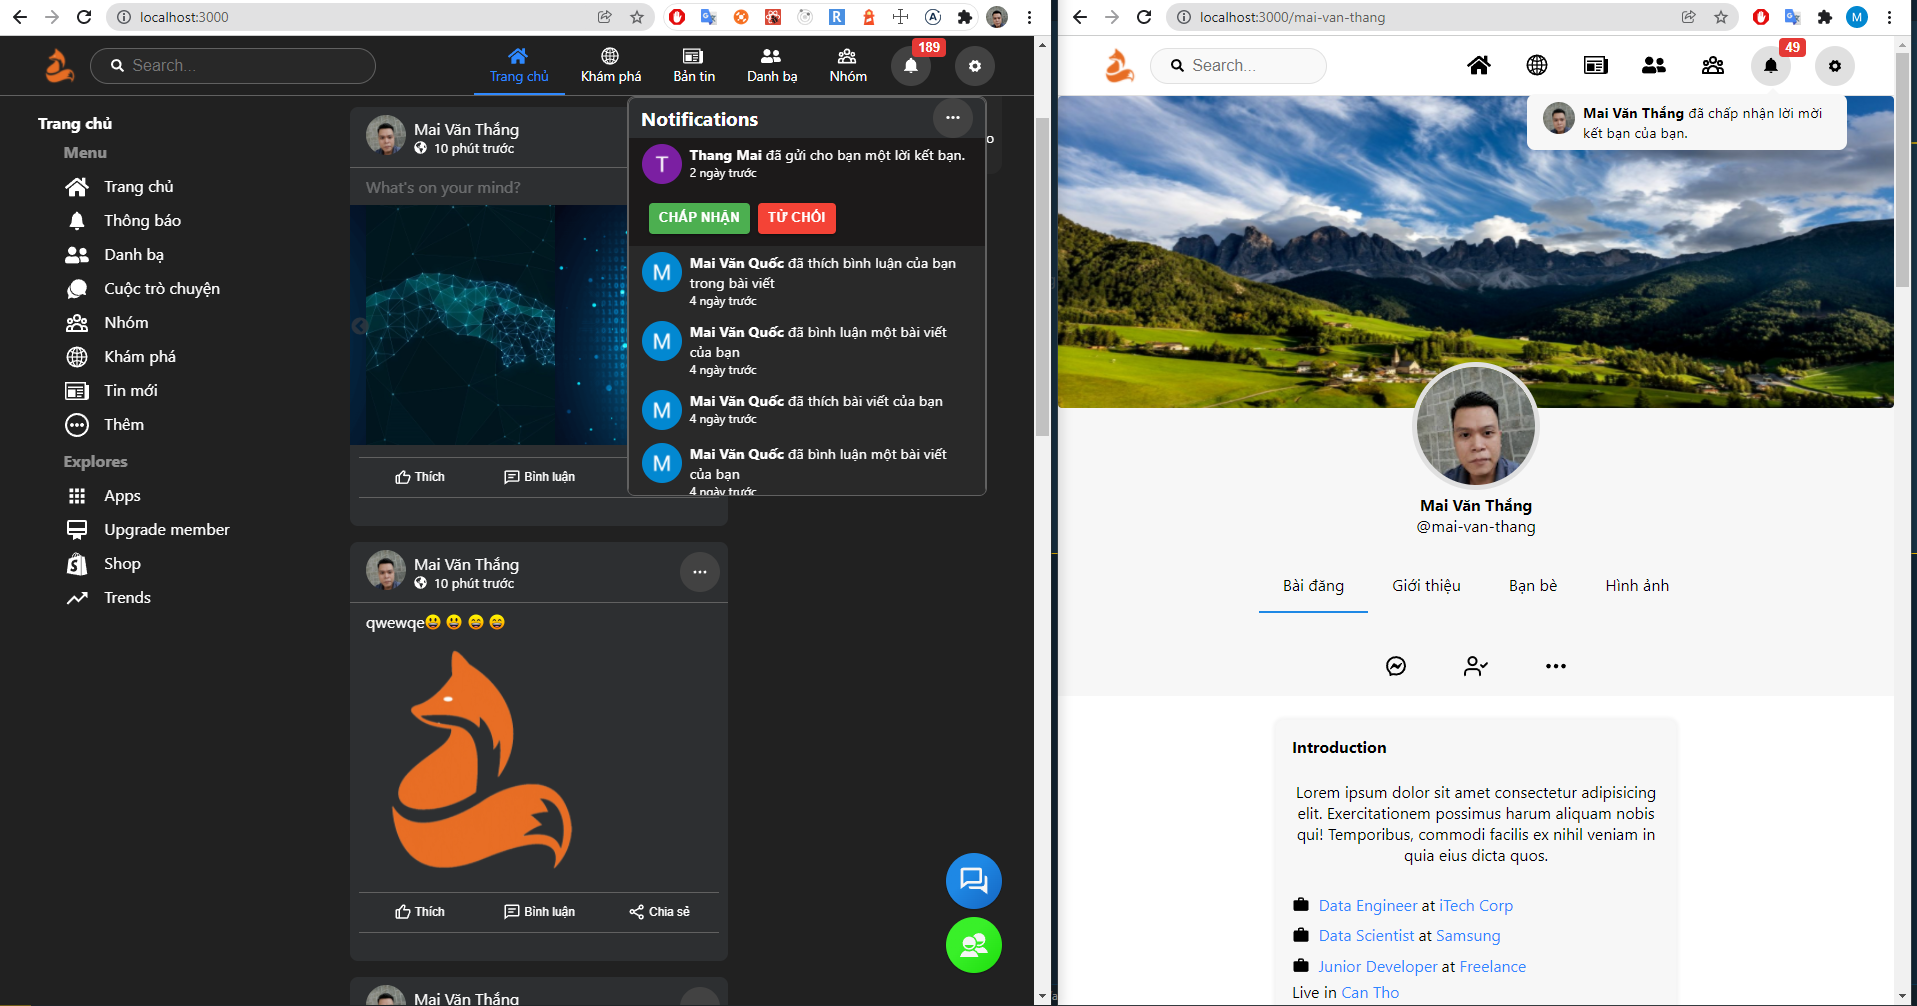 localhost:3000
Search...
Trang chủ
Khám phá
Bản tin
Danh bạ
Nhóm
189
Trang chủ
Menu
Trang chủ
Thông báo
Danh bạ
Cuộc trò chuyện
Nhóm
Khám phá
Tin mới
Thêm
Explores
Apps
Upgrade member
Shop
Trends
Mai Văn Thắng
10 phút trước
What's on your mind?
Thích
Bình luận
Notifications
Thang Mai đã gửi cho bạn một lời kết bạn.
2 ngày trước
CHẤP NHẬN
TỪ CHỐI
Mai Văn Quốc đã thích bình luận của bạn
trong bài viết
4 ngày trước
Mai Văn Quốc đã bình luận một bài viết
của bạn
4 ngày trước
Mai Văn Quốc đã thích bài viết của bạn
4 ngày trước
Mai Văn Quốc đã bình luận một bài viết
của bạn
4 ngày trước
Mai Văn Thắng
10 phút trước
qwewqe😃 😃 😄 😄
Thích
Bình luận
Chia sẻ
Mai Văn Thắng
localhost:3000/mai-van-thang
M
Search...
49
Mai Văn Thắng đã chấp nhận lời mời
kết bạn của bạn.
Mai Văn Thắng
@mai-van-thang
Bài đăng
Giới thiệu
Bạn bè
Hình ảnh
Introduction
Lorem ipsum dolor sit amet consectetur adipisicing
elit. Exercitationem possimus harum aliquam nobis
qui! Temporibus, commodi facilis ex nihil veniam in
quia eius dicta quos.
Data Engineer at iTech Corp
Data Scientist at Samsung
Junior Developer at Freelance
Live in Can Tho